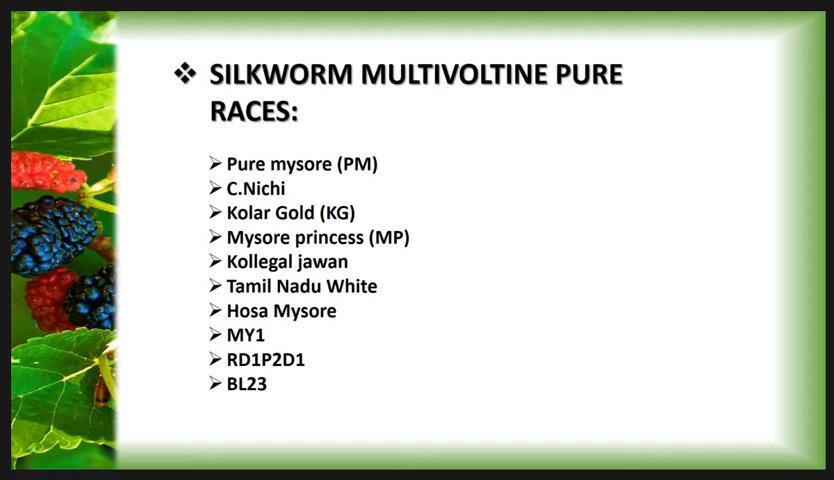 ❖ SILKWORM MULTIVOLTINE PURE
RACES:
➢ Pure mysore (PM)
➢ C.Nichi
➢ Kolar Gold (KG)
➢ Mysore princess (MP)
➢ Kollegal jawan
➢ Tamil Nadu White
➢ Hosa Mysore
➢ MY1
➢ RD1P2D1
➢ BL23